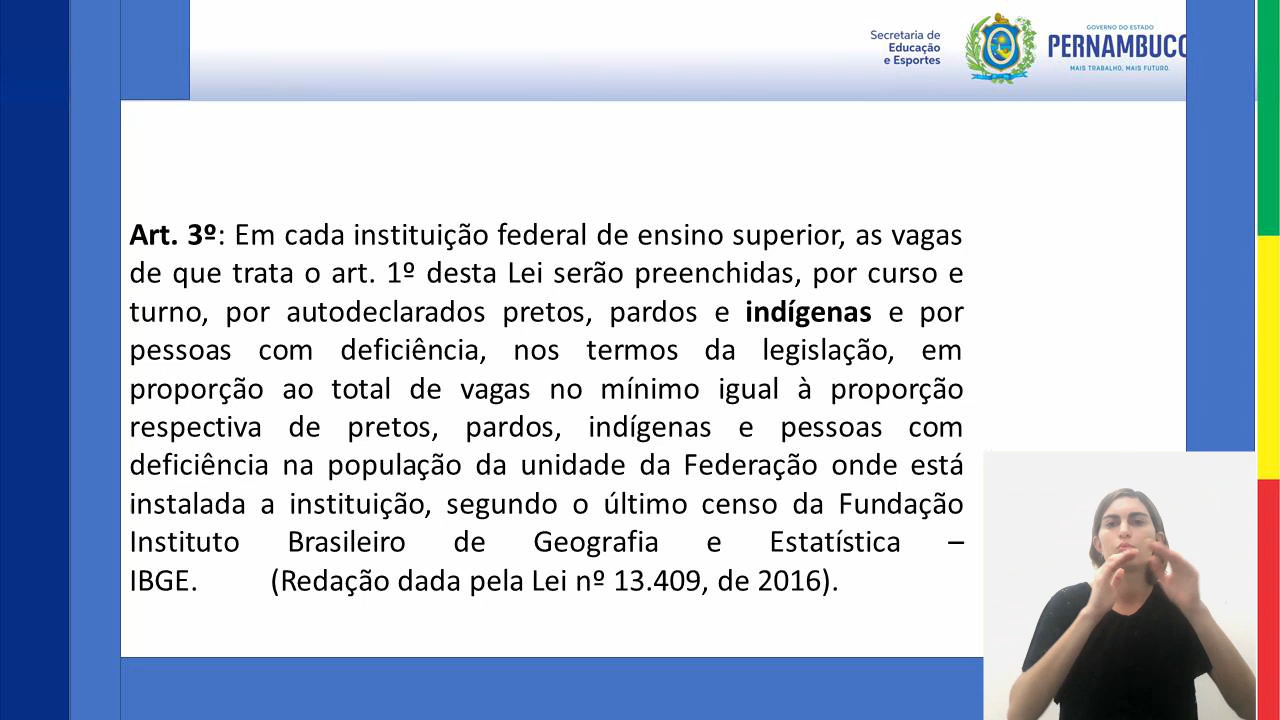 Secretaria de
Educação
e Esportes
GOVERNO DO ESTADO
PERNAMBUCO
MAIS TRABALHO, MAIS FUTURO.
Art. 3º: Em cada instituição federal de ensino superior, as vagas
de que trata o art. 1º desta Lei serão preenchidas, por curso e
turno, por autodeclarados pretos, pardos e indígenas e por
pessoas com deficiência, nos termos da legislação, em
proporção ao total de vagas no mínimo igual à proporção
respectiva de pretos, pardos, indígenas e pessoas com
deficiência na população da unidade da Federação onde está
instalada a instituição, segundo o último censo da Fundação
Instituto Brasileiro de Geografia e Estatística –
IBGE. (Redação dada pela Lei nº 13.409, de 2016).